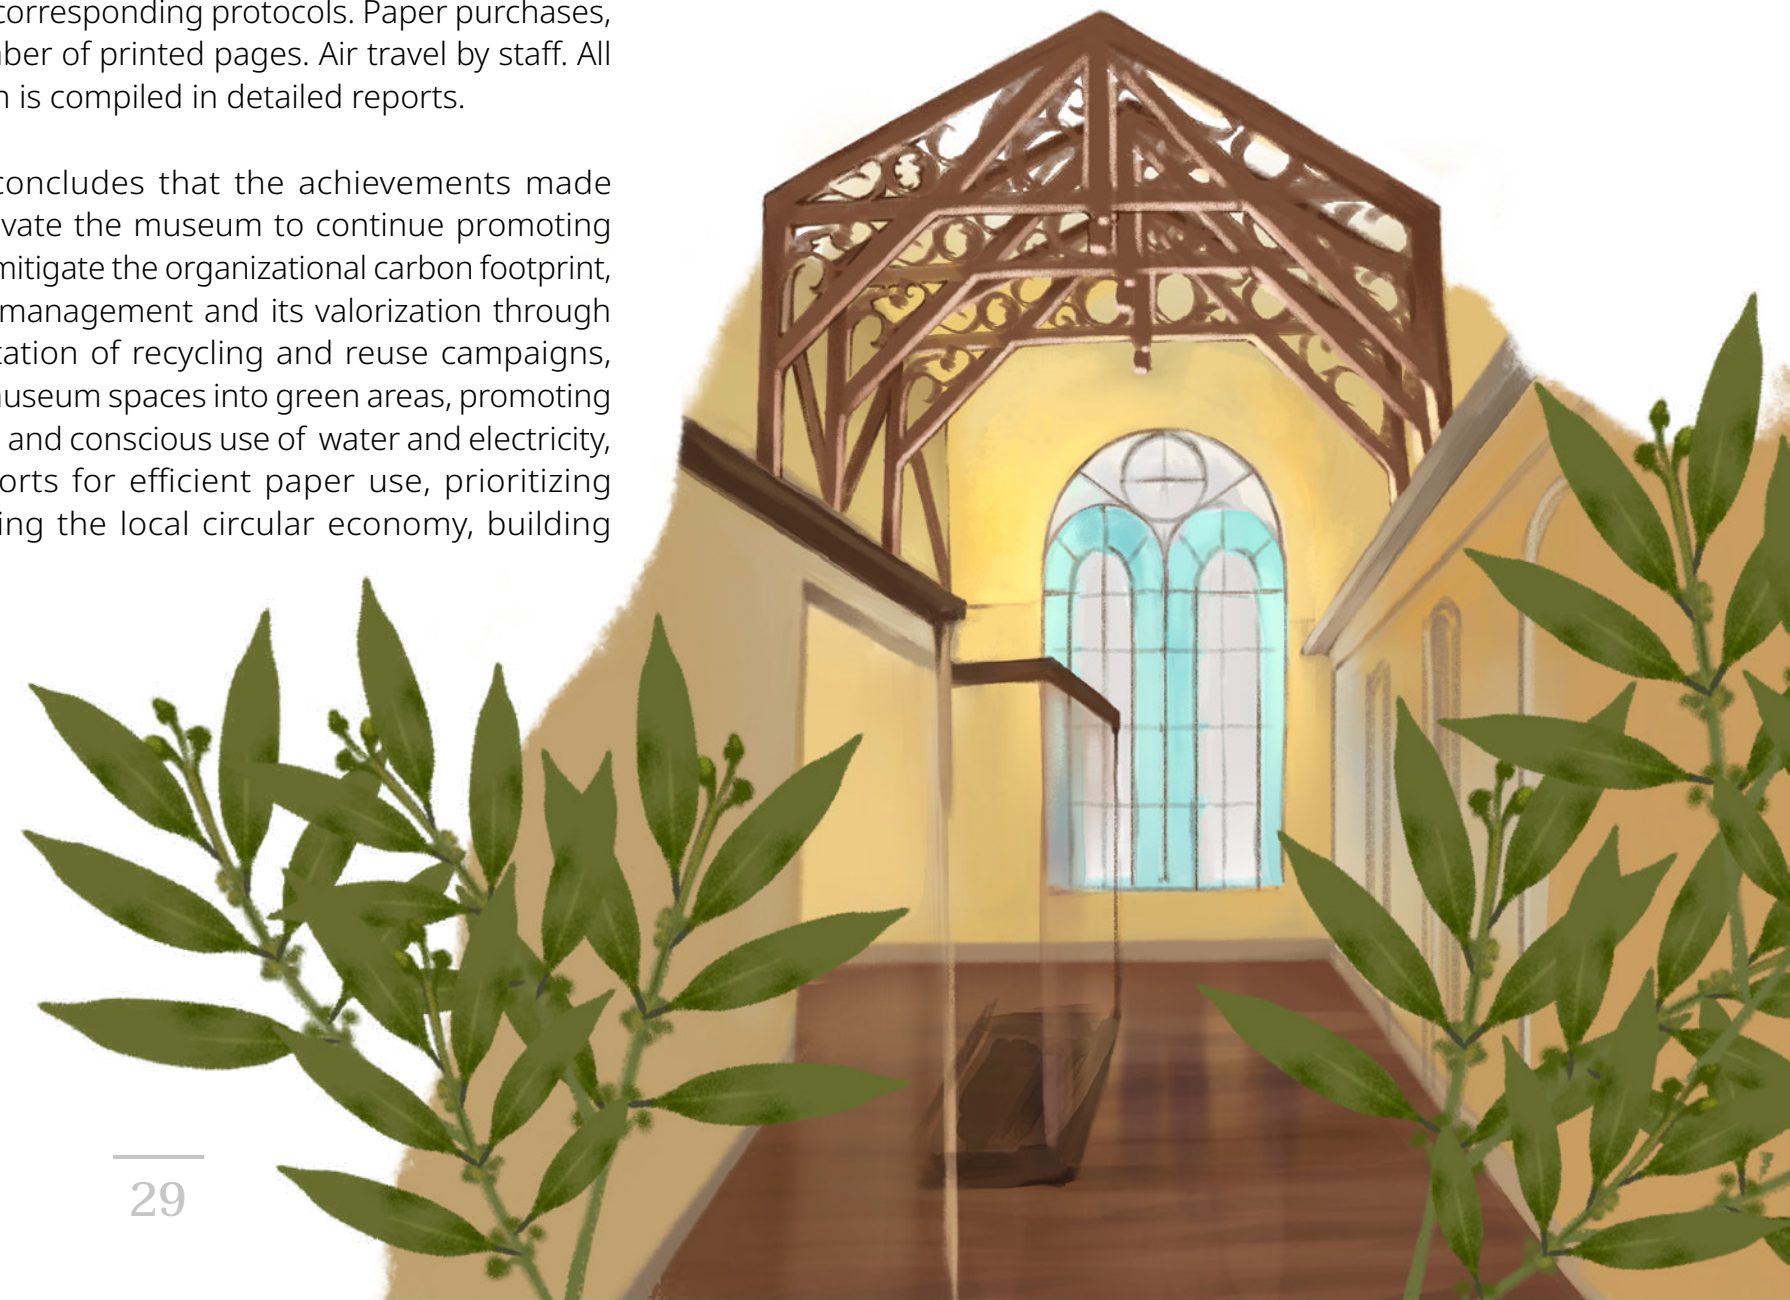 corresponding protocols. Paper purchases,
ber of printed pages. Air travel by staff. All
is compiled in detailed reports.
concludes that the achievements made
vate the museum to continue promoting
mitigate the organizational carbon footprint,
management and its valorization through
ation of recycling and reuse campaigns,
useum spaces into green areas, promoting
and conscious use of water and electricity,
orts for efficient paper use, prioritizing
ing the local circular economy, building
29